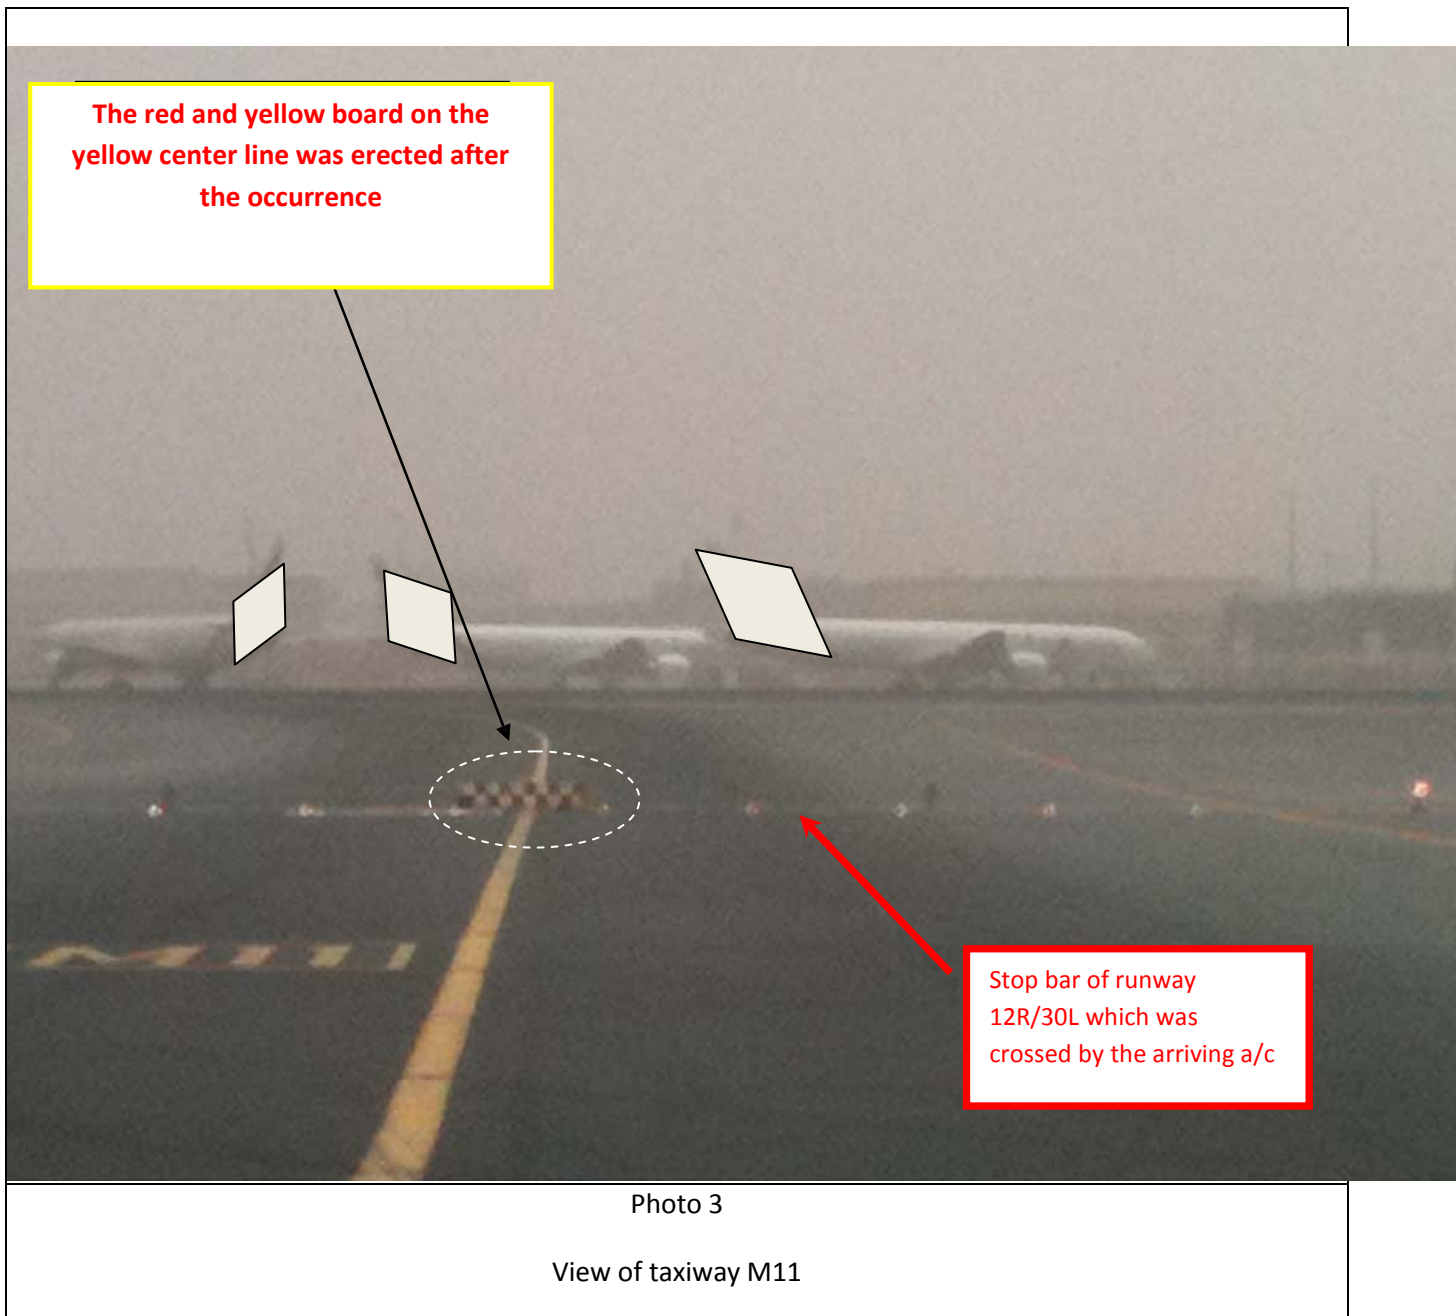 The red and yellow board on the
yellow center line was erected after
the occurrence
M11
Stop bar of runway
12R/30L which was
crossed by the arriving a/c
Photo 3
View of taxiway M11